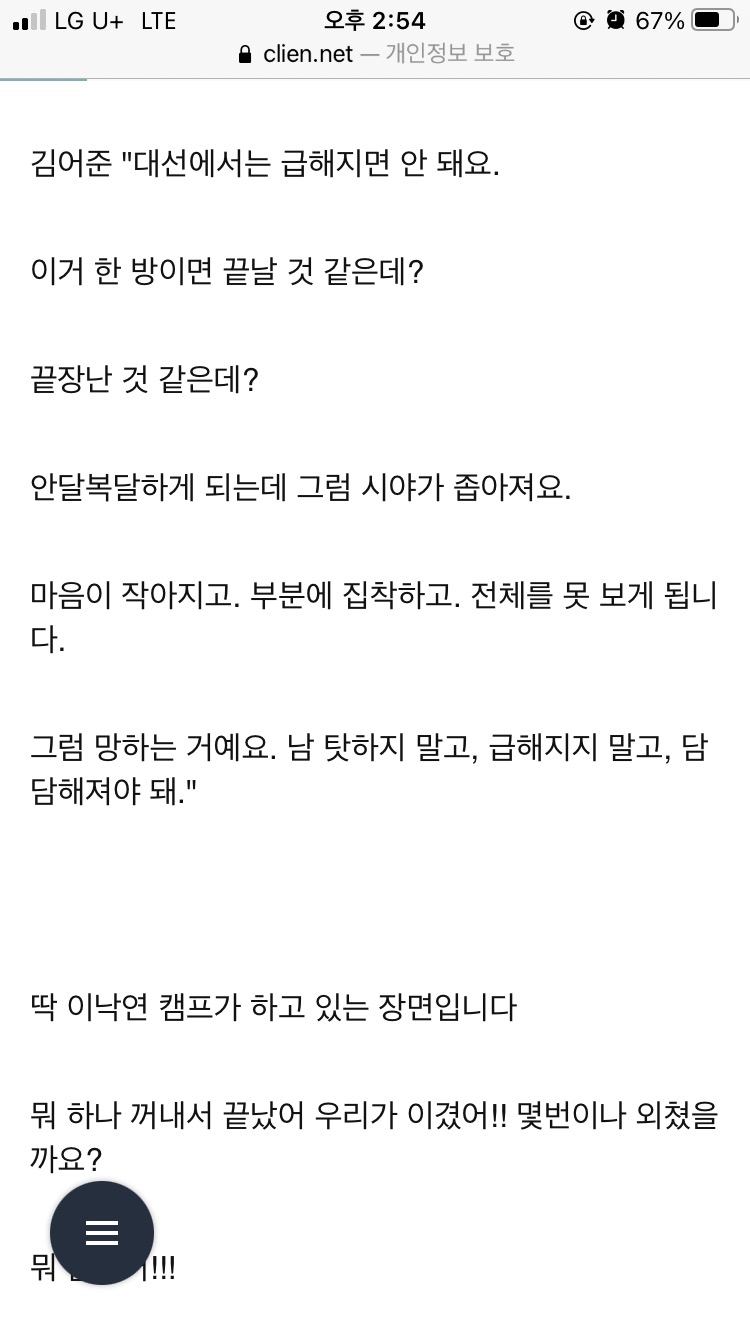 LG U+ LTE 오후 2:54 67%
clien.net — 개인정보 보호
김어준 "대선에서는 급해지면 안 돼요.
이거 한 방이면 끝날 것 같은데?
끝장난 것 같은데?
안달복달하게 되는데 그럼 시야가 좁아져요.
마음이 작아지고. 부분에 집착하고. 전체를 못 보게 됩니
다.
그럼 망하는 거예요. 남 탓하지 말고, 급해지지 말고, 담
담해져야 돼."
딱 이낙연 캠프가 하고 있는 장면입니다
뭐 하나 꺼내서 끝났어 우리가 이겼어!! 몇번이나 외쳤을
까요?
뭐 !!!